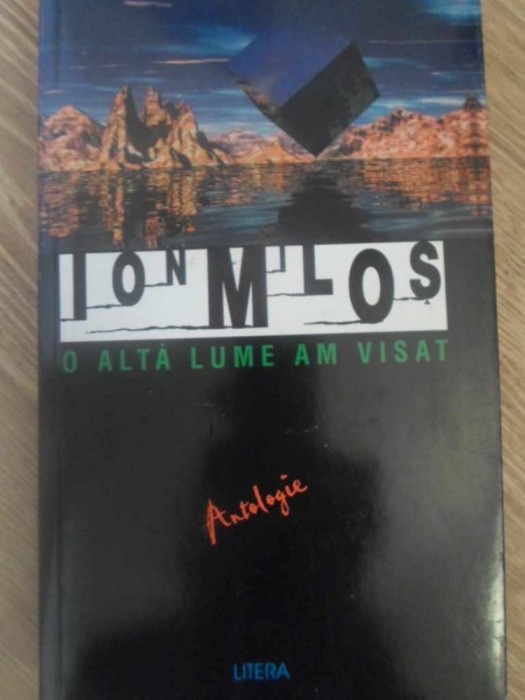 ION MILOȘ
O ALTĂ LUME AM VISAT
Antologie
LITERA